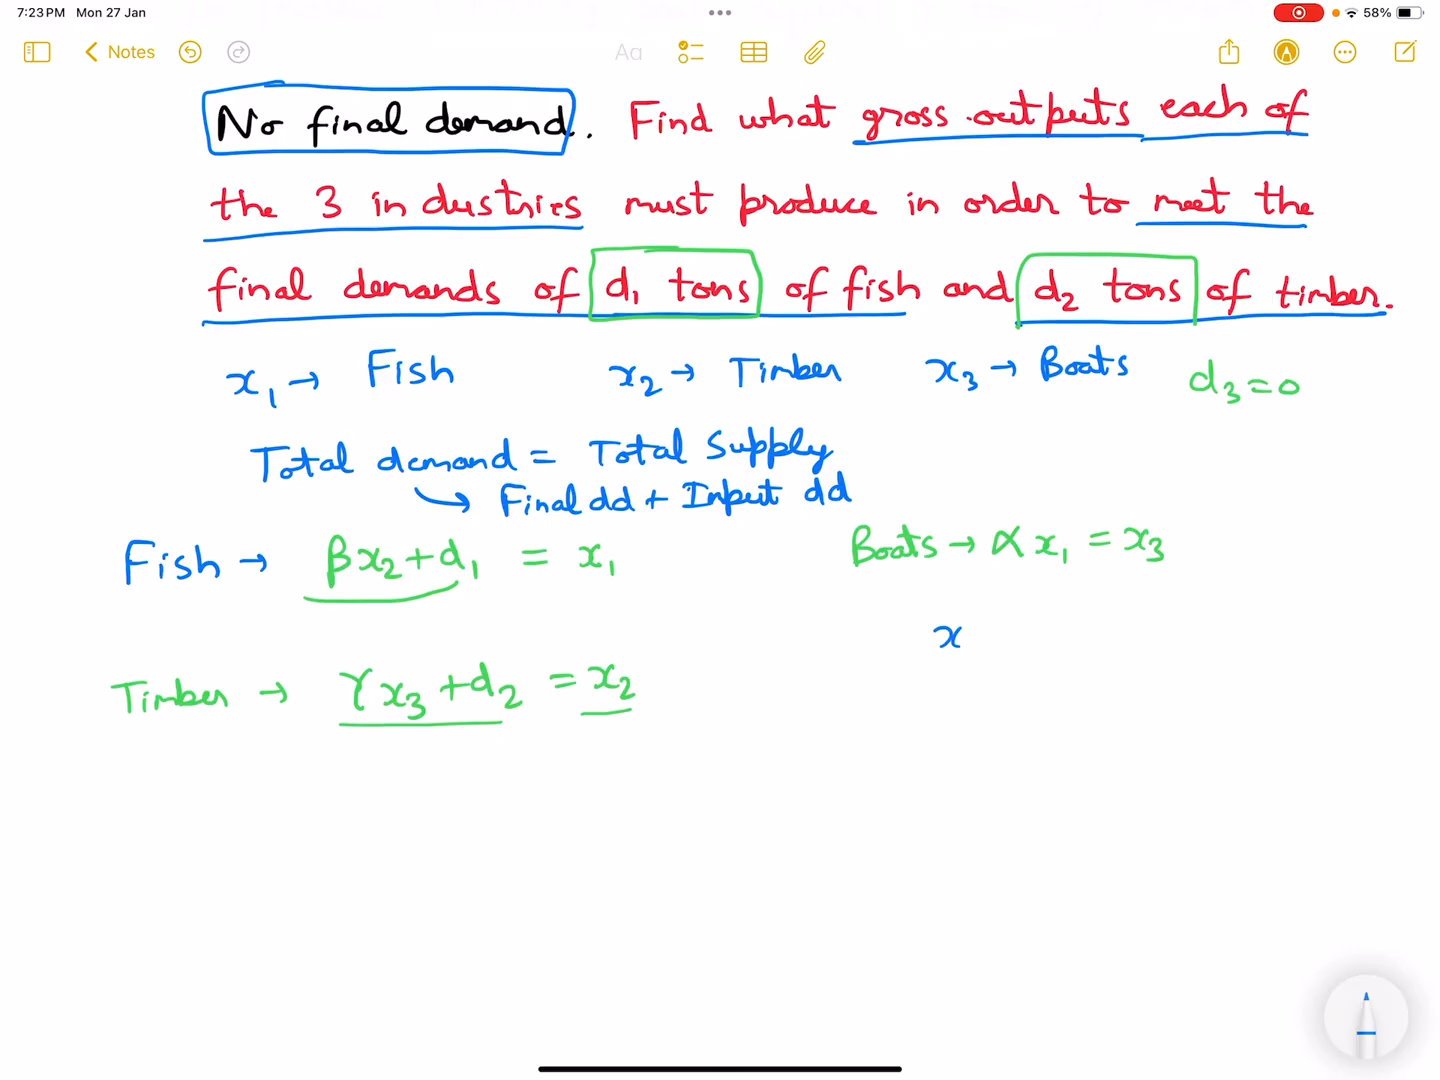 7:23 PM Mon 27 Jan
58%
Notes
Aa
No final demand. Find what gross outputs each of
the 3 industries must produce in order to meet the
final demands of d₁ tons of fish and d₂ tons of timber.
x₁ → Fish x₂ → Timber x₃ → Boats d₃ = 0
Total demand = Total Supply
↳ Final dd + Input dd
Fish → βx₂ + d₁ = x₁
Boats → αx₁ = x₃
x
Timber → γx₃ + d₂ = x₂